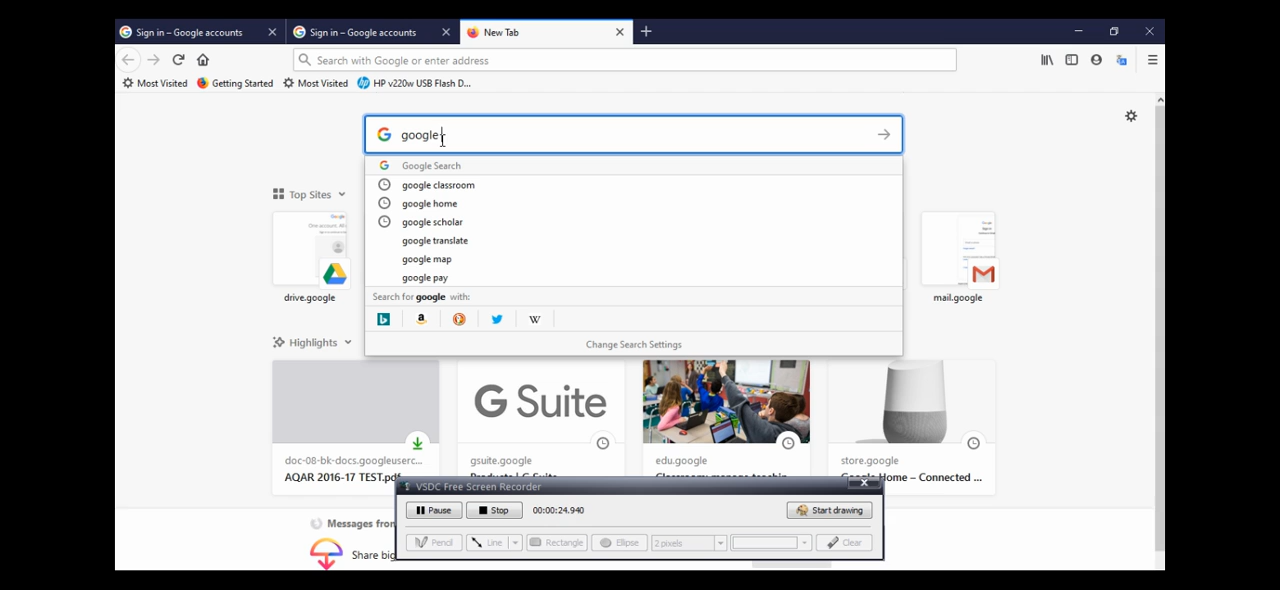 Sign in – Google accounts
Sign in – Google accounts
New Tab
Search with Google or enter address
Most Visited
Getting Started
Most Visited
HP v220w USB Flash D...
google
Google Search
google classroom
google home
google scholar
google translate
google map
google pay
Search for google with:
Change Search Settings
Top Sites
drive.google
mail.google
Highlights
G Suite
doc-08-bk-docs.googleuserc...
AQAR 2016-17 TEST.pdf
gsuite.google
edu.google
store.google
Google Home – Connected ...
VSDC Free Screen Recorder
Pause
Stop
00:00:24.940
Start drawing
Pencil
Line
Rectangle
Ellipse
2 pixels
Clear
Messages from
Share big